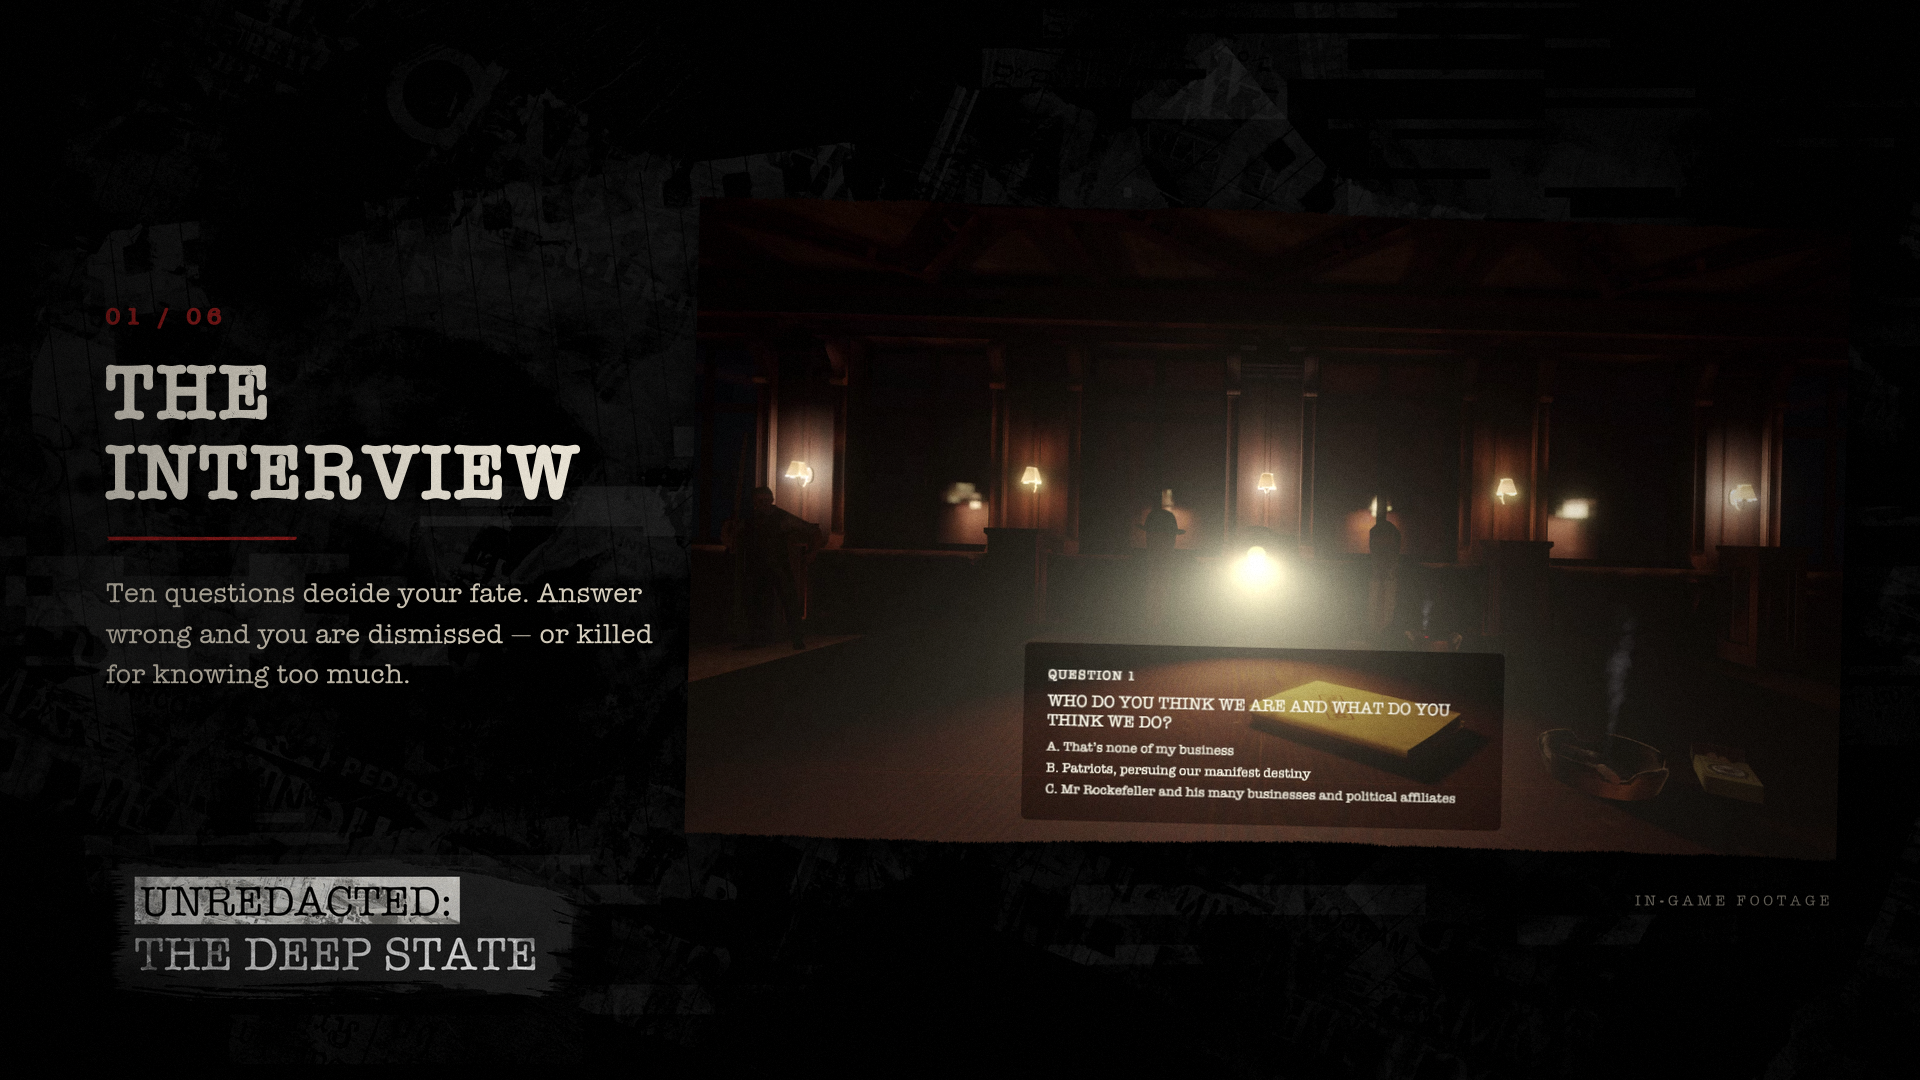 01 / 06
THE
INTERVIEW
Ten questions decide your fate. Answer
wrong and you are dismissed — or killed
for knowing too much.
QUESTION 1
WHO DO YOU THINK WE ARE AND WHAT DO YOU
THINK WE DO?
A. That's none of my business
B. Patriots, persuing our manifest destiny
C. Mr Rockefeller and his many businesses and political affiliates
PEDRO
UNREDACTED:
THE DEEP STATE
IN-GAME FOOTAGE